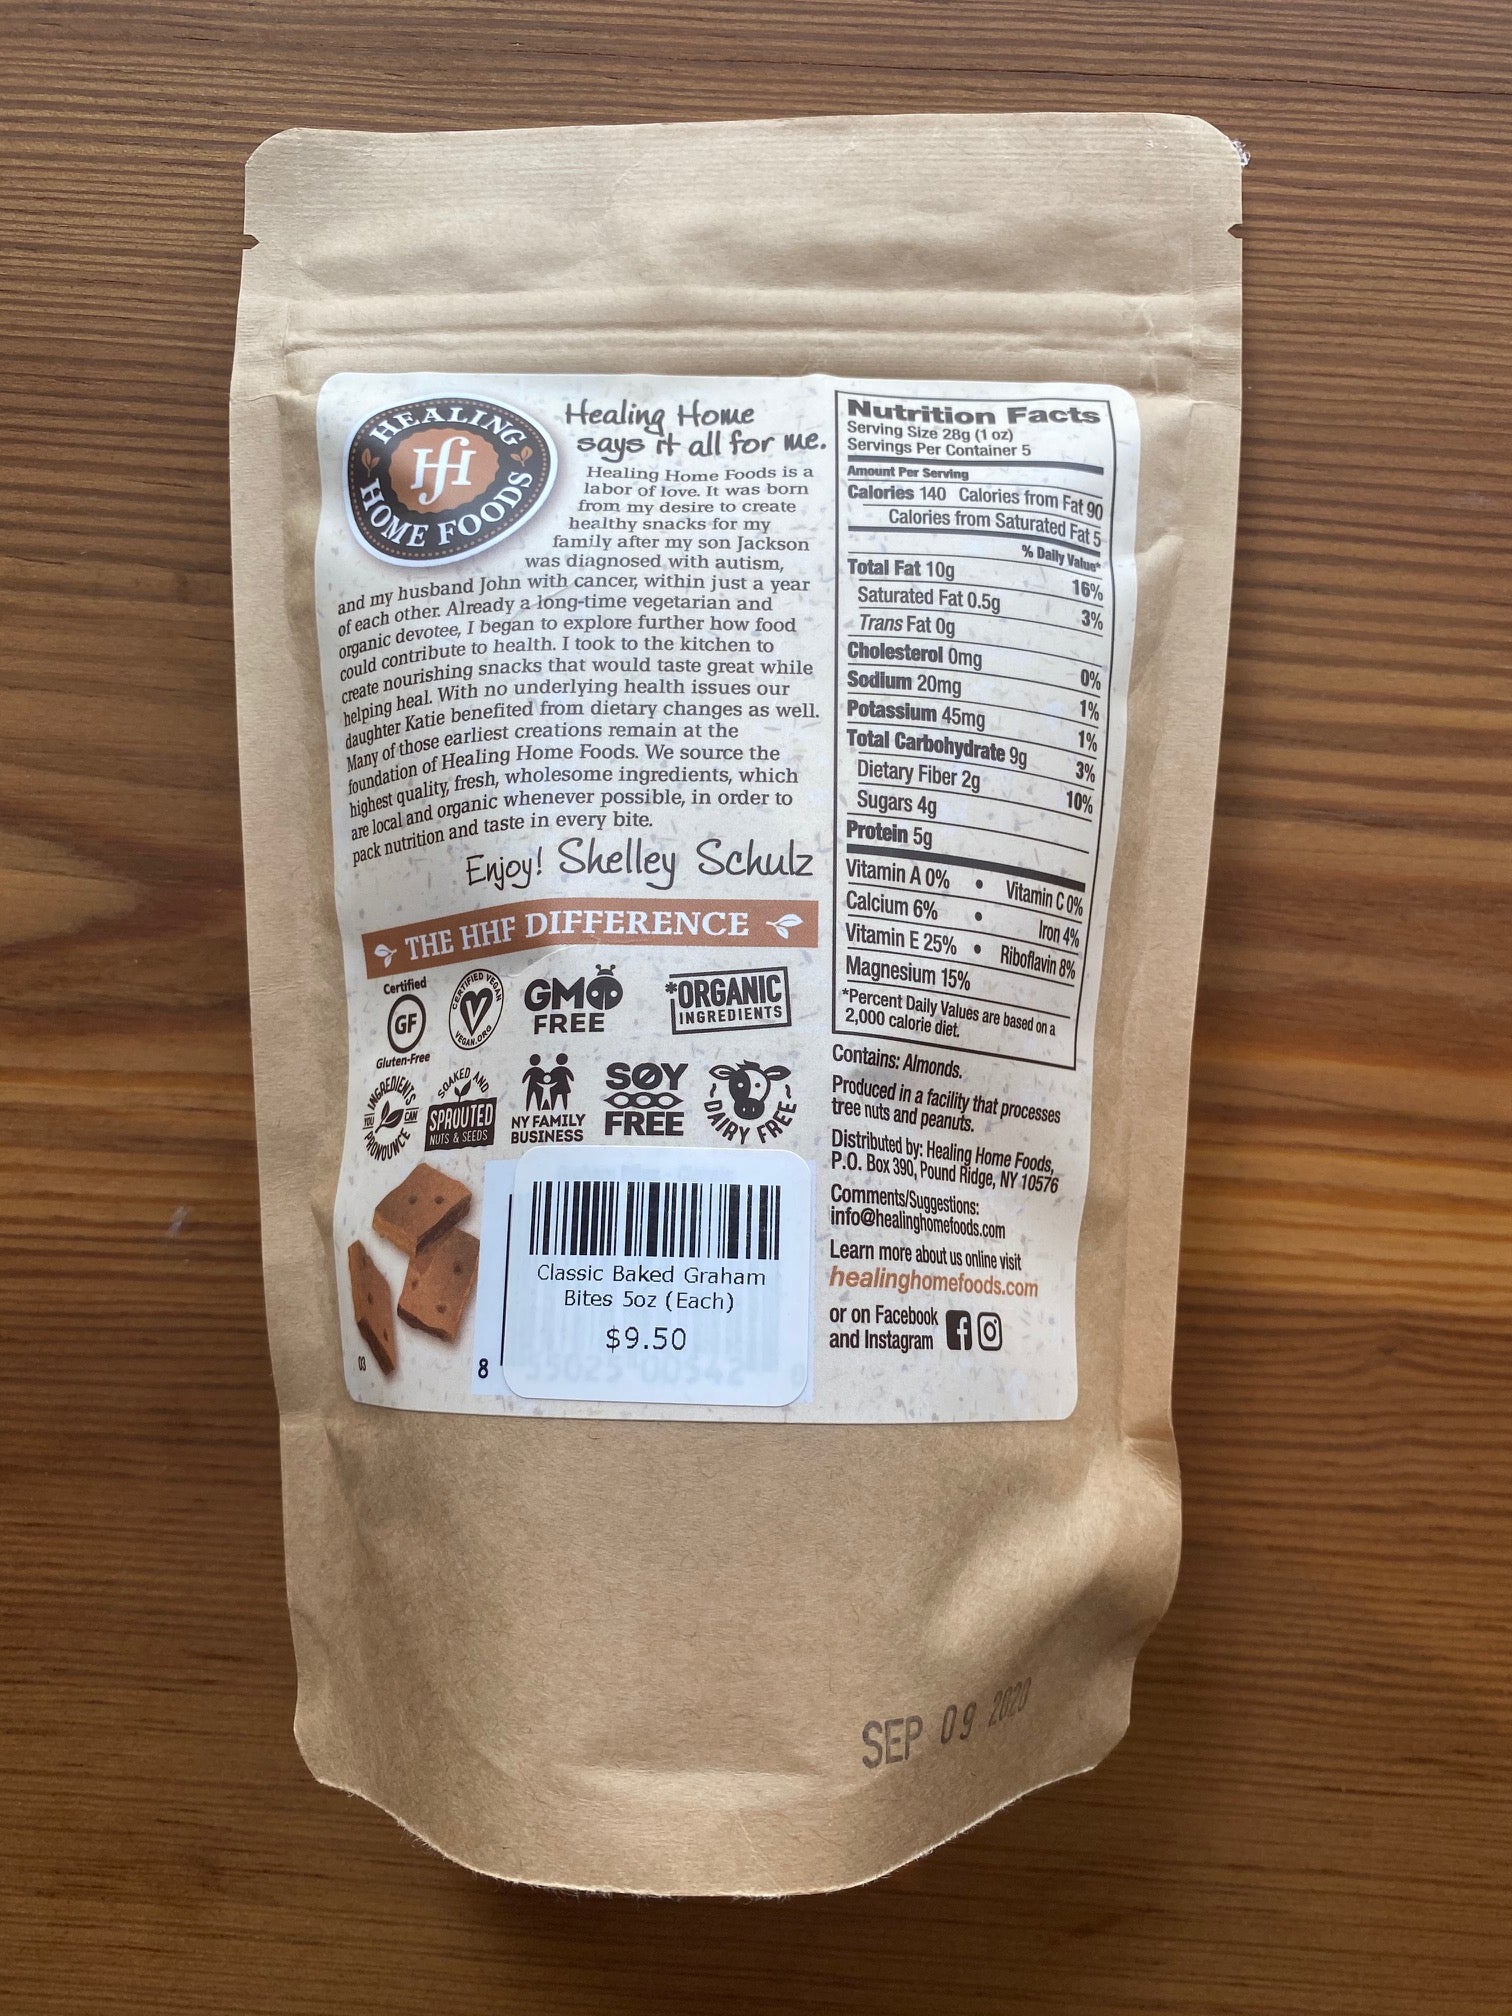 HEALING
HfH
HOME FOODS
Healing Home
says it all for me.
Healing Home Foods is a
labor of love. It was born
from my desire to create
healthy snacks for my
family after my son Jackson
was diagnosed with autism,
and my husband John with cancer, within just a year
of each other. Already a long-time vegetarian and
organic devotee, I began to explore further how food
could contribute to health. I took to the kitchen to
create nourishing snacks that would taste great while
helping heal. With no underlying health issues our
daughter Katie benefited from dietary changes as well.
Many of those earliest creations remain at the
foundation of Healing Home Foods. We source the
highest quality, fresh, wholesome ingredients, which
are local and organic whenever possible, in order to
pack nutrition and taste in every bite.
Enjoy! Shelley Schulz
THE HHF DIFFERENCE
Certified
GF
Gluten-Free
CERTIFIED VEGAN
VEGAN.ORG
GMO
FREE
*ORGANIC
INGREDIENTS
INGREDIENTS
YOU CAN
PRONOUNCE
SOAKED AND
SPROUTED
NUTS & SEEDS
NY FAMILY
BUSINESS
SOY
FREE
DAIRY FREE
Classic Baked Graham
Bites 5oz (Each)
$9.50
03
8
Nutrition Facts
Serving Size 28g (1 oz)
Servings Per Container 5
Amount Per Serving
Calories 140 Calories from Fat 90
Calories from Saturated Fat 5
% Daily Value*
Total Fat 10g 16%
Saturated Fat 0.5g 3%
Trans Fat 0g
Cholesterol 0mg 0%
Sodium 20mg 1%
Potassium 45mg 1%
Total Carbohydrate 9g 3%
Dietary Fiber 2g 10%
Sugars 4g
Protein 5g
Vitamin A 0% • Vitamin C 0%
Calcium 6% • Iron 4%
Vitamin E 25% • Riboflavin 8%
Magnesium 15%
*Percent Daily Values are based on a
2,000 calorie diet.
Contains: Almonds.
Produced in a facility that processes
tree nuts and peanuts.
Distributed by: Healing Home Foods,
P.O. Box 390, Pound Ridge, NY 10576
Comments/Suggestions:
info@healinghomefoods.com
Learn more about us online visit
healinghomefoods.com
or on Facebook
and Instagram
SEP 09 2020